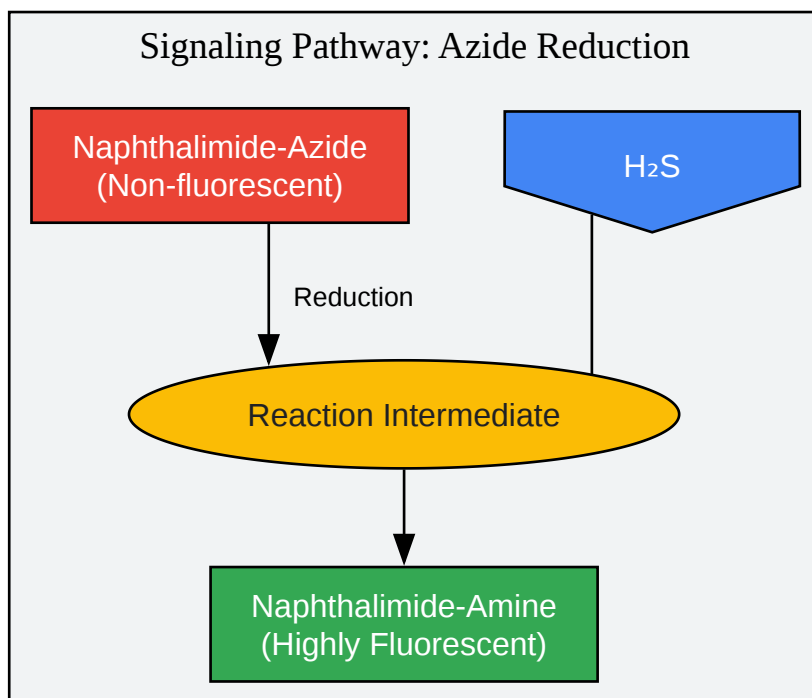 Signaling Pathway: Azide Reduction
Naphthalimide-Azide
(Non-fluorescent)
H₂S
Reduction
Reaction Intermediate
Naphthalimide-Amine
(Highly Fluorescent)